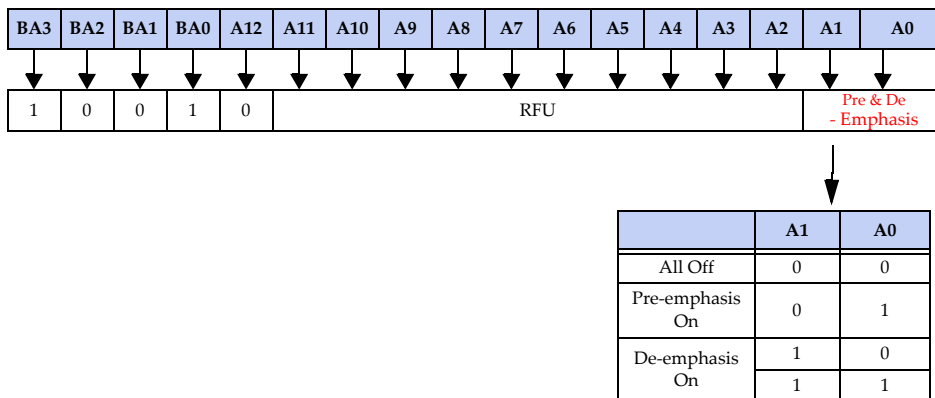 BA3 BA2 BA1 BA0 A12 A11 A10 A9 A8 A7 A6 A5 A4 A3 A2 A1 A0
1 0 0 1 0 RFU Pre & De
- Emphasis
A1 A0
All Off 0 0
Pre-emphasis
On 0 1
De-emphasis
On 1 0
1 1